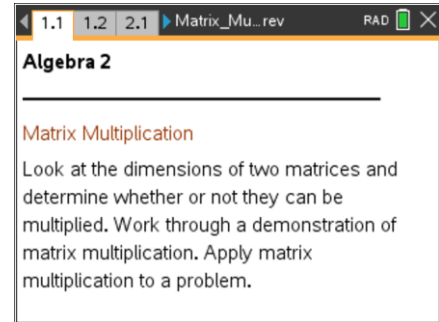 1.1 1.2 2.1 Matrix_Mu...rev RAD
Algebra 2
Matrix Multiplication
Look at the dimensions of two matrices and
determine whether or not they can be
multiplied. Work through a demonstration of
matrix multiplication. Apply matrix
multiplication to a problem.